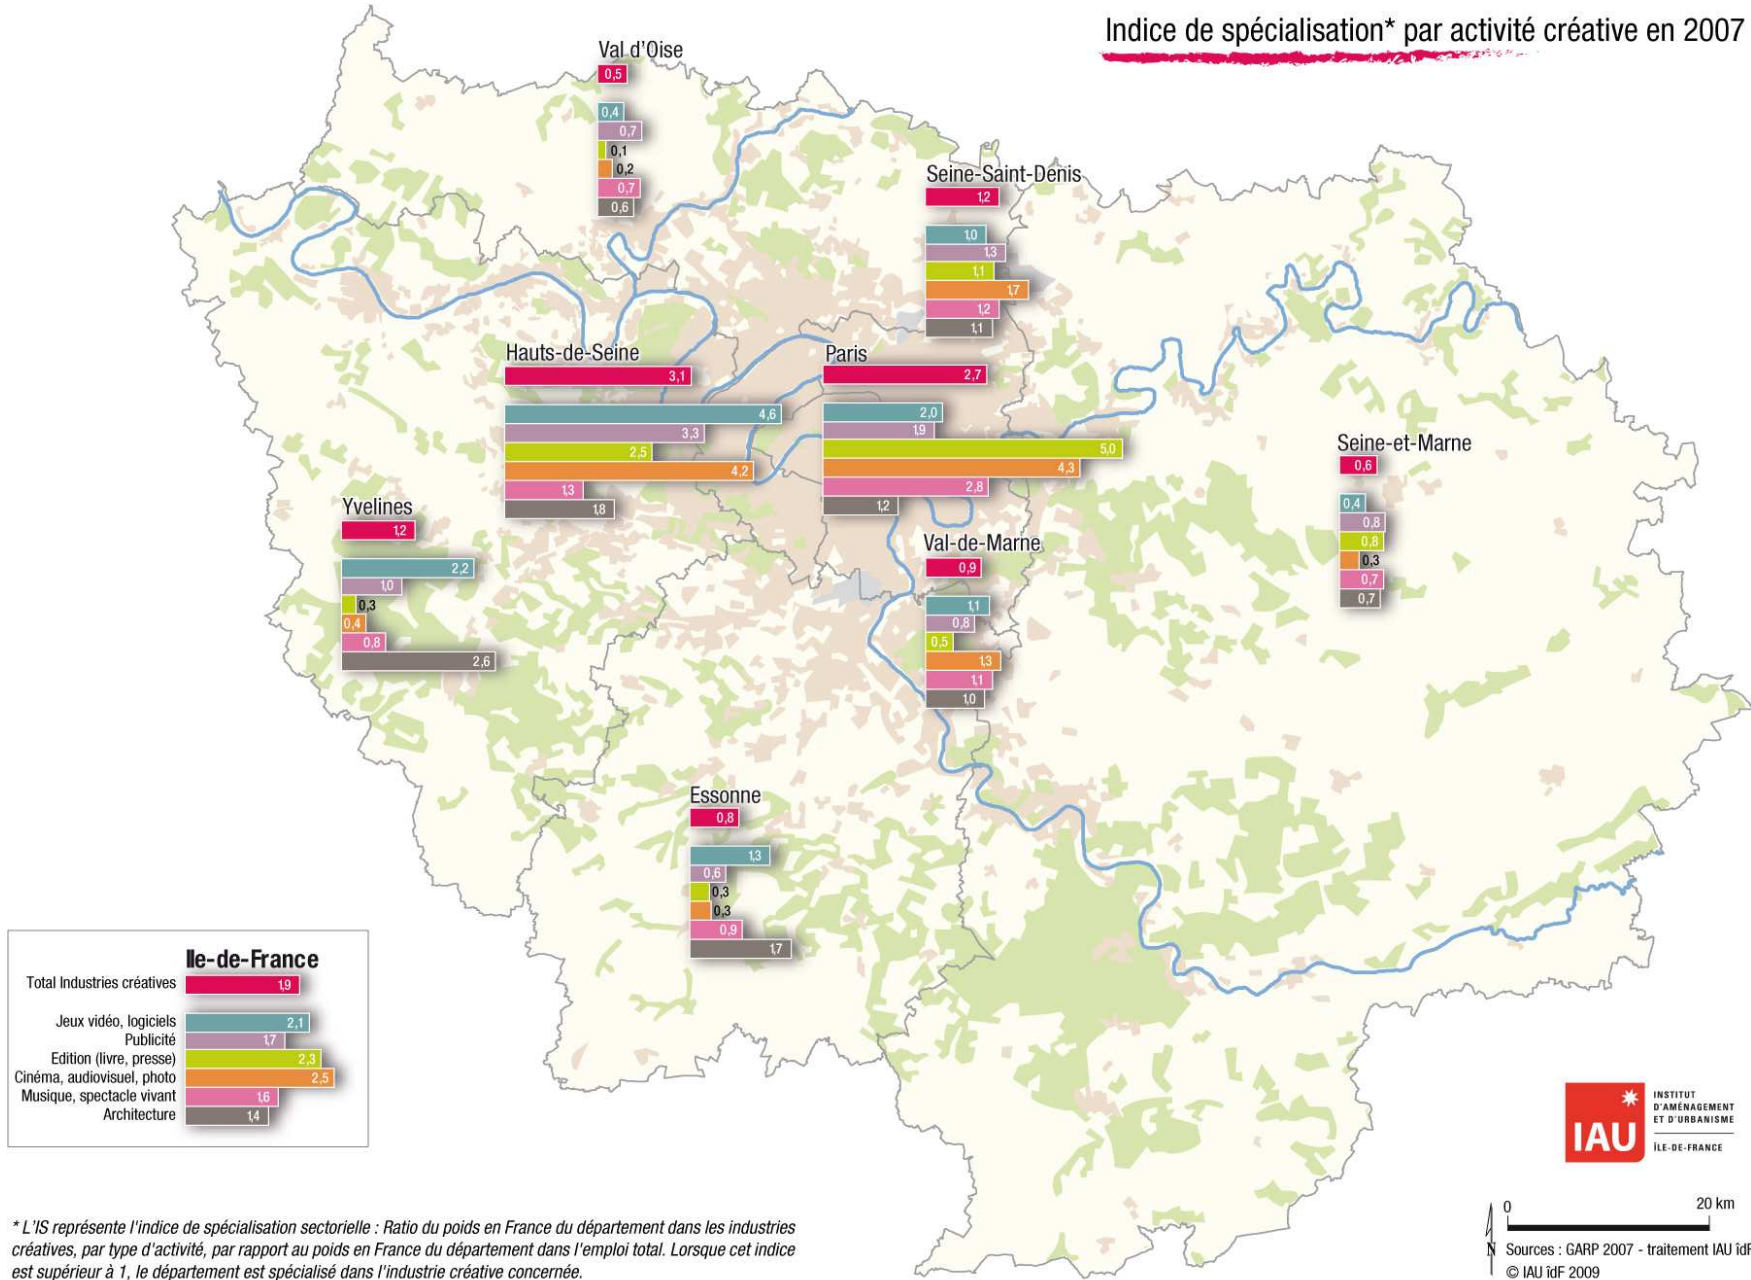 Indice de spécialisation* par activité créative en 2007
Val d'Oise
0,5
0,4
0,7
0,1
0,2
0,7
0,6
Seine-Saint-Denis
1,2
1,0
1,3
1,1
1,7
1,2
1,1
Hauts-de-Seine
3,1
4,6
3,3
2,5
4,2
1,3
1,8
Paris
2,7
2,0
1,9
5,0
4,3
2,8
1,2
Seine-et-Marne
0,6
0,4
0,8
0,8
0,3
0,7
0,7
Yvelines
1,2
2,2
1,0
0,3
0,4
0,8
2,6
Val-de-Marne
0,9
1,1
0,8
0,5
1,3
1,1
1,0
Essonne
0,8
1,3
0,6
0,3
0,3
0,9
1,7
Ile-de-France
Total Industries créatives 1,9
Jeux vidéo, logiciels 2,1
Publicité 1,7
Edition (livre, presse) 2,3
Cinéma, audiovisuel, photo 2,5
Musique, spectacle vivant 1,6
Architecture 1,4
IAU
INSTITUT
D'AMÉNAGEMENT
ET D'URBANISME
ÎLE-DE-FRANCE
0 20 km
N
Sources : GARP 2007 - traitement IAU îdF
© IAU îdF 2009
* L'IS représente l'indice de spécialisation sectorielle : Ratio du poids en France du département dans les industries
créatives, par type d'activité, par rapport au poids en France du département dans l'emploi total. Lorsque cet indice
est supérieur à 1, le département est spécialisé dans l'industrie créative concernée.